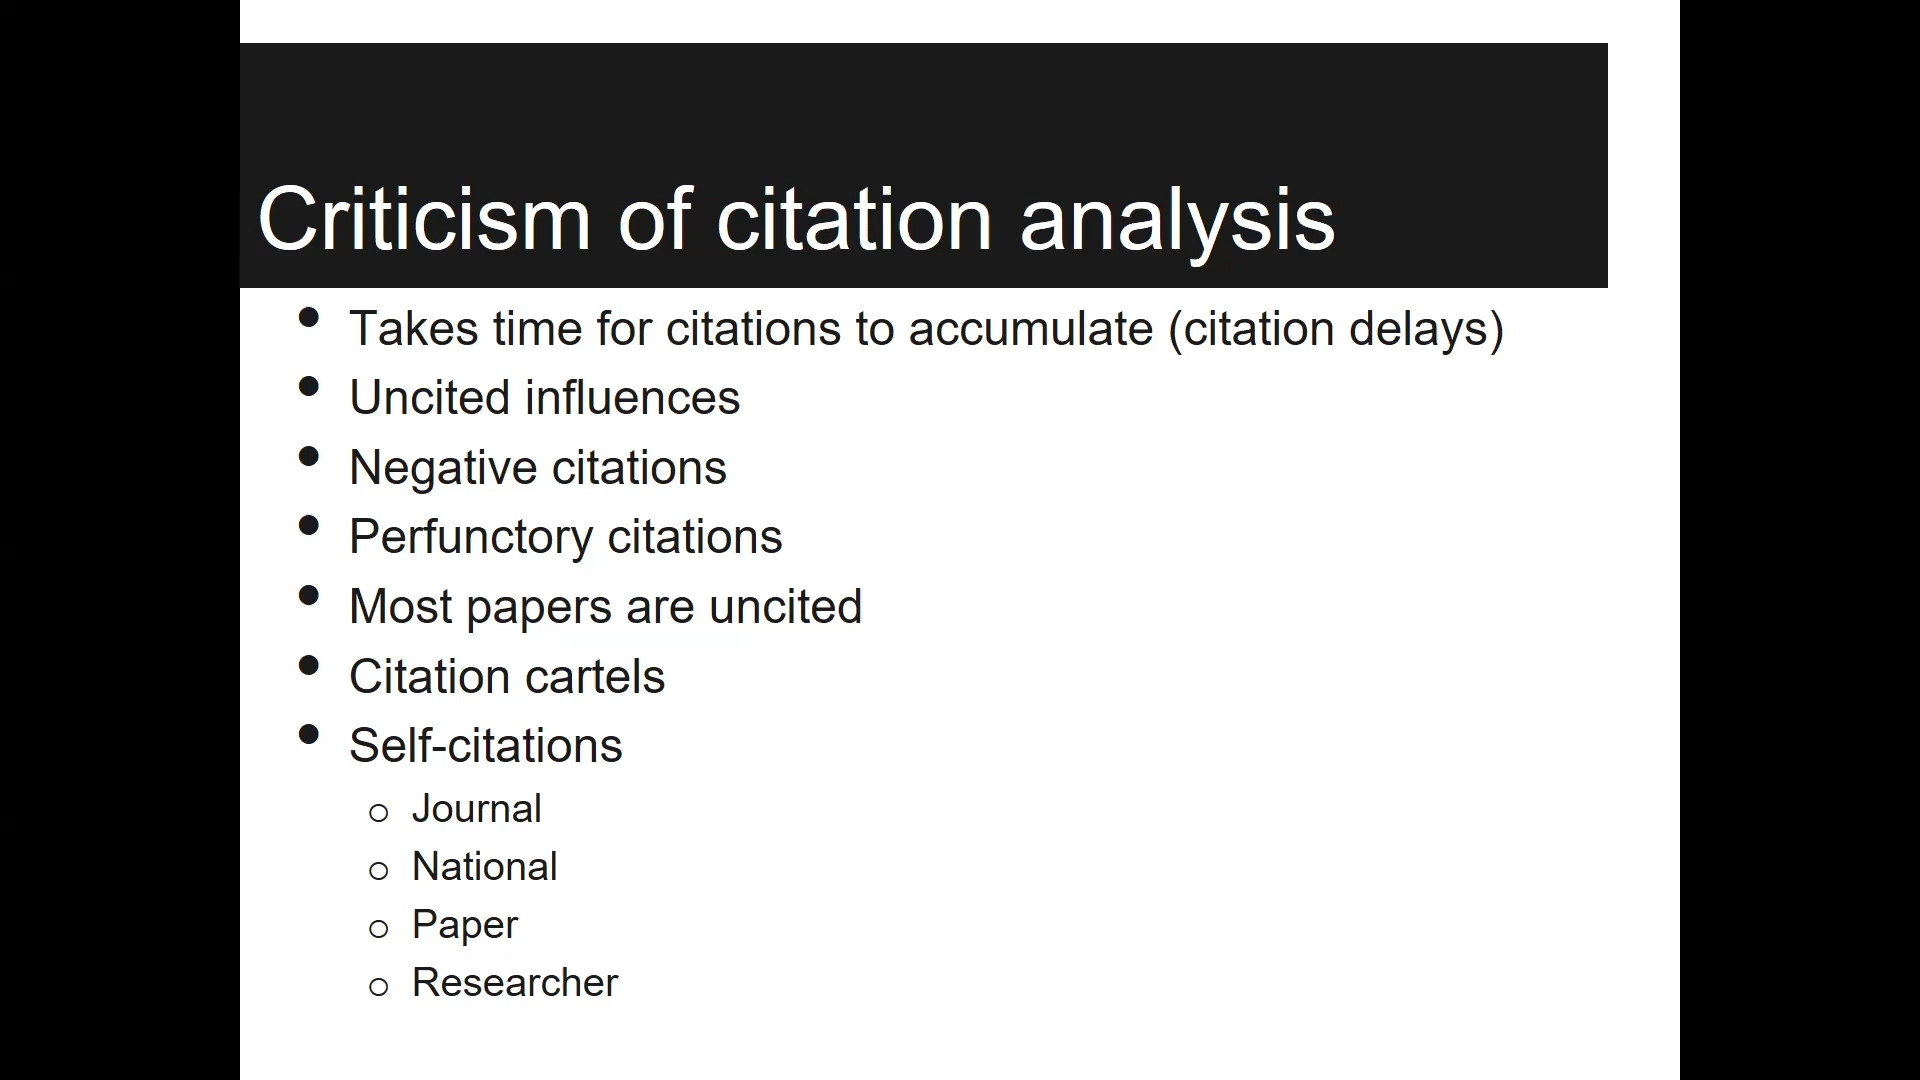 Criticism of citation analysis
• Takes time for citations to accumulate (citation delays)
• Uncited influences
• Negative citations
• Perfunctory citations
• Most papers are uncited
• Citation cartels
• Self-citations
o Journal
o National
o Paper
o Researcher